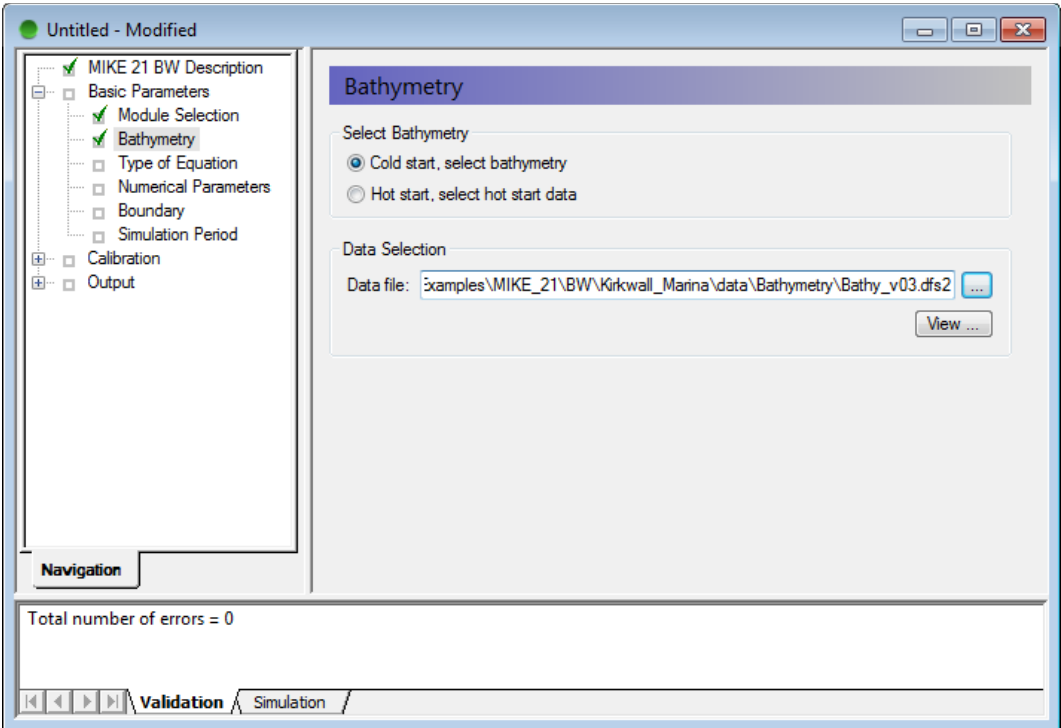 Untitled - Modified
MIKE 21 BW Description
Basic Parameters
Module Selection
Bathymetry
Type of Equation
Numerical Parameters
Boundary
Simulation Period
Calibration
Output
Navigation
Bathymetry
Select Bathymetry
Cold start, select bathymetry
Hot start, select hot start data
Data Selection
Data file: Examples\MIKE_21\BW\Kirkwall_Marina\data\Bathymetry\Bathy_v03.dfs2 ...
View ...
Total number of errors = 0
Validation Simulation